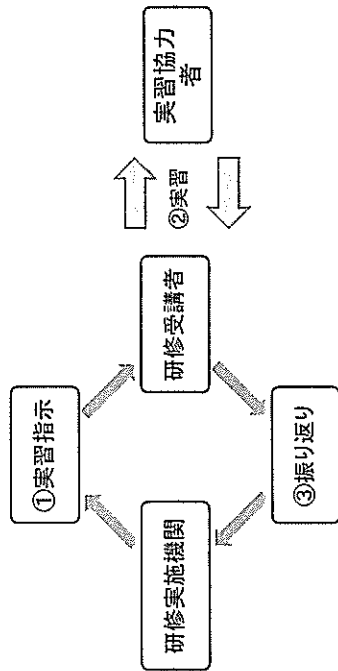 ①実習指示
研修実施機関
研修受講者
②実習
実習協力
者
③振り返り